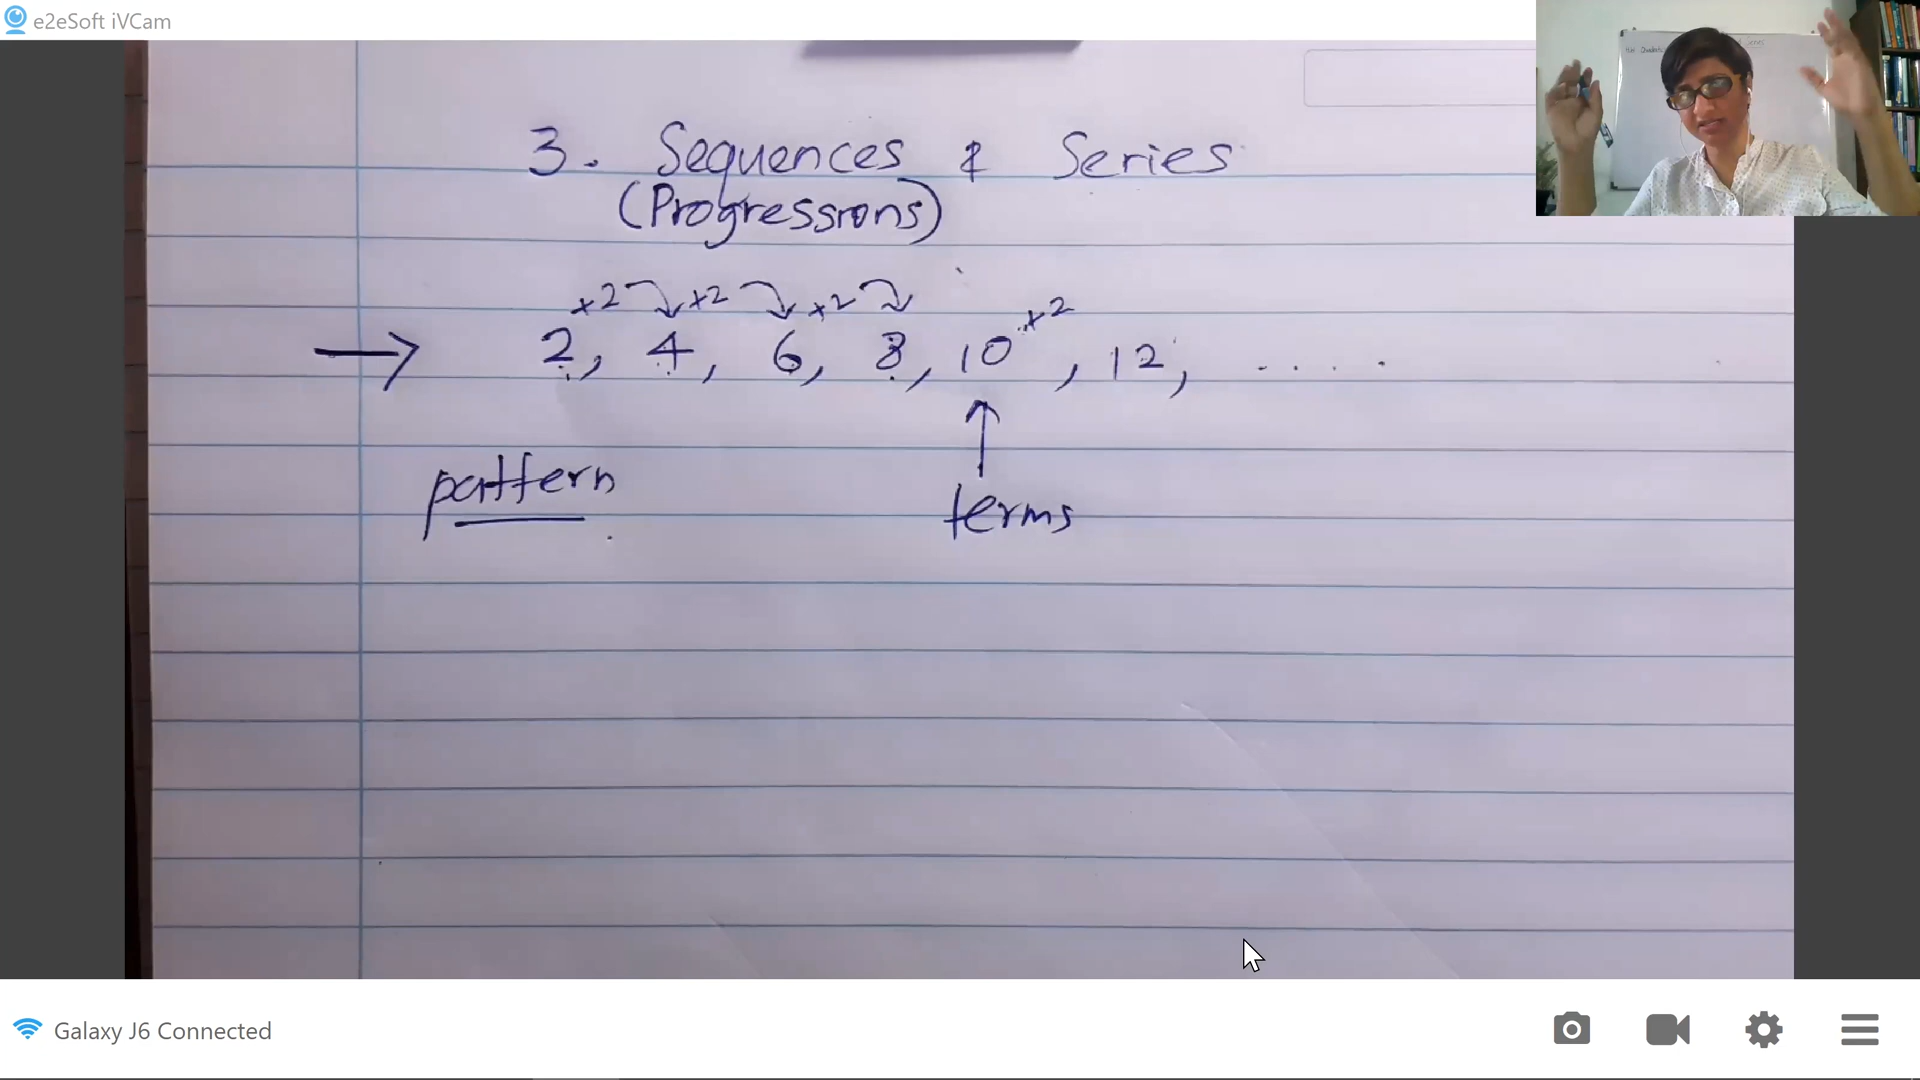 e2eSoft iVCam
3. Sequences & Series
(Progressions)
+2 +2 +2 +2
2, 4, 6, 8, 10, 12, . . . .
pattern
terms
Galaxy J6 Connected